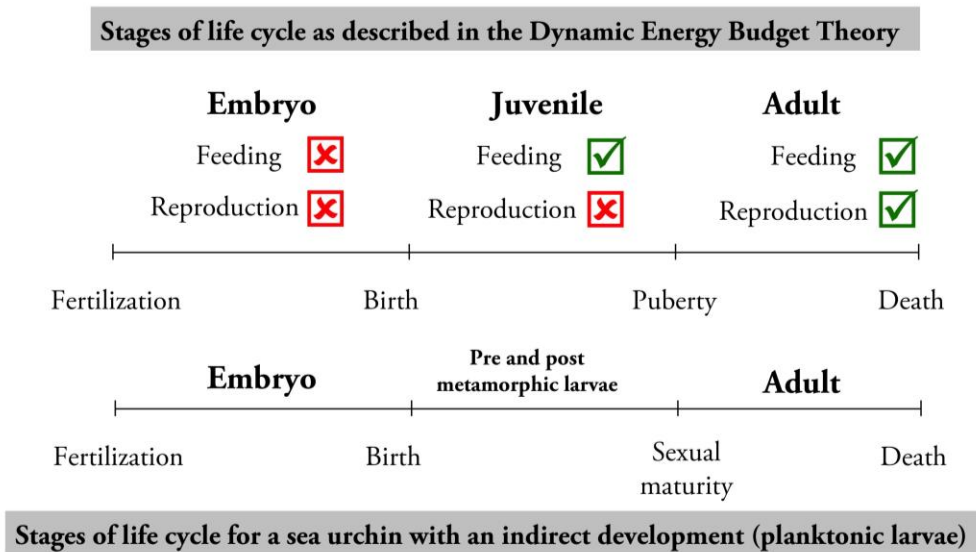 Stages of life cycle as described in the Dynamic Energy Budget Theory
Embryo Juvenile Adult
Feeding Feeding Feeding
Reproduction Reproduction Reproduction
Fertilization Birth Puberty Death
Embryo
Pre and post
metamorphic larvae
Adult
Fertilization Birth Sexual
maturity Death
Stages of life cycle for a sea urchin with an indirect development (planktonic larvae)